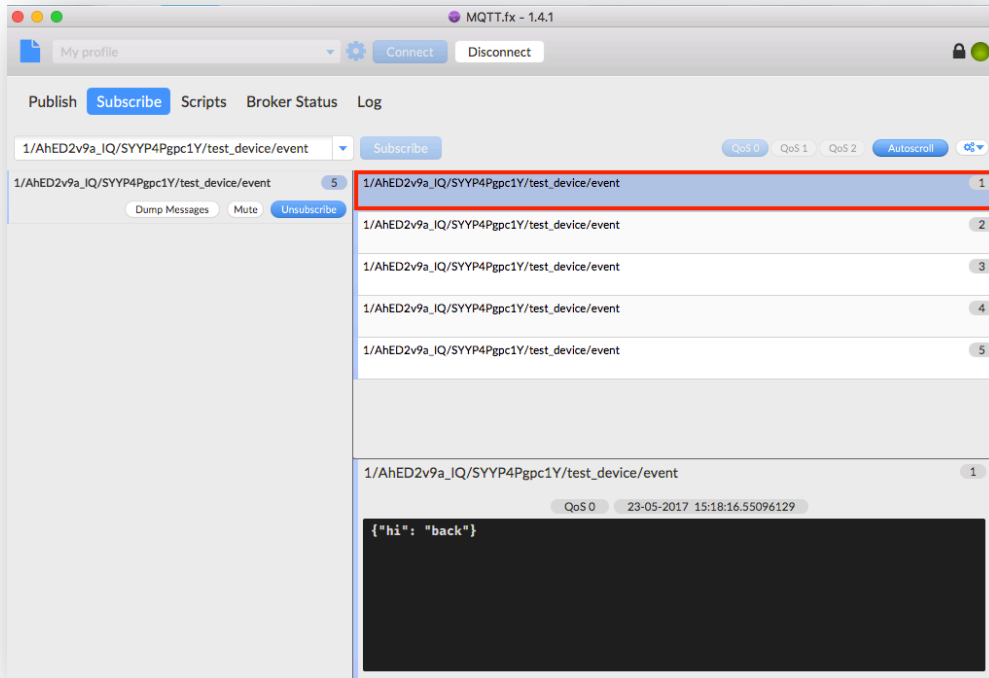 MQTT.fx - 1.4.1
My profile Connect Disconnect
Publish Subscribe Scripts Broker Status Log
1/AhED2v9a_IQ/SYYP4Pgpc1Y/test_device/event Subscribe QoS 0 QoS 1 QoS 2 Autoscroll
1/AhED2v9a_IQ/SYYP4Pgpc1Y/test_device/event 5
Dump Messages Mute Unsubscribe
1/AhED2v9a_IQ/SYYP4Pgpc1Y/test_device/event 1
1/AhED2v9a_IQ/SYYP4Pgpc1Y/test_device/event 2
1/AhED2v9a_IQ/SYYP4Pgpc1Y/test_device/event 3
1/AhED2v9a_IQ/SYYP4Pgpc1Y/test_device/event 4
1/AhED2v9a_IQ/SYYP4Pgpc1Y/test_device/event 5
1/AhED2v9a_IQ/SYYP4Pgpc1Y/test_device/event 1
QoS 0 23-05-2017 15:18:16.55096129
{"hi": "back"}